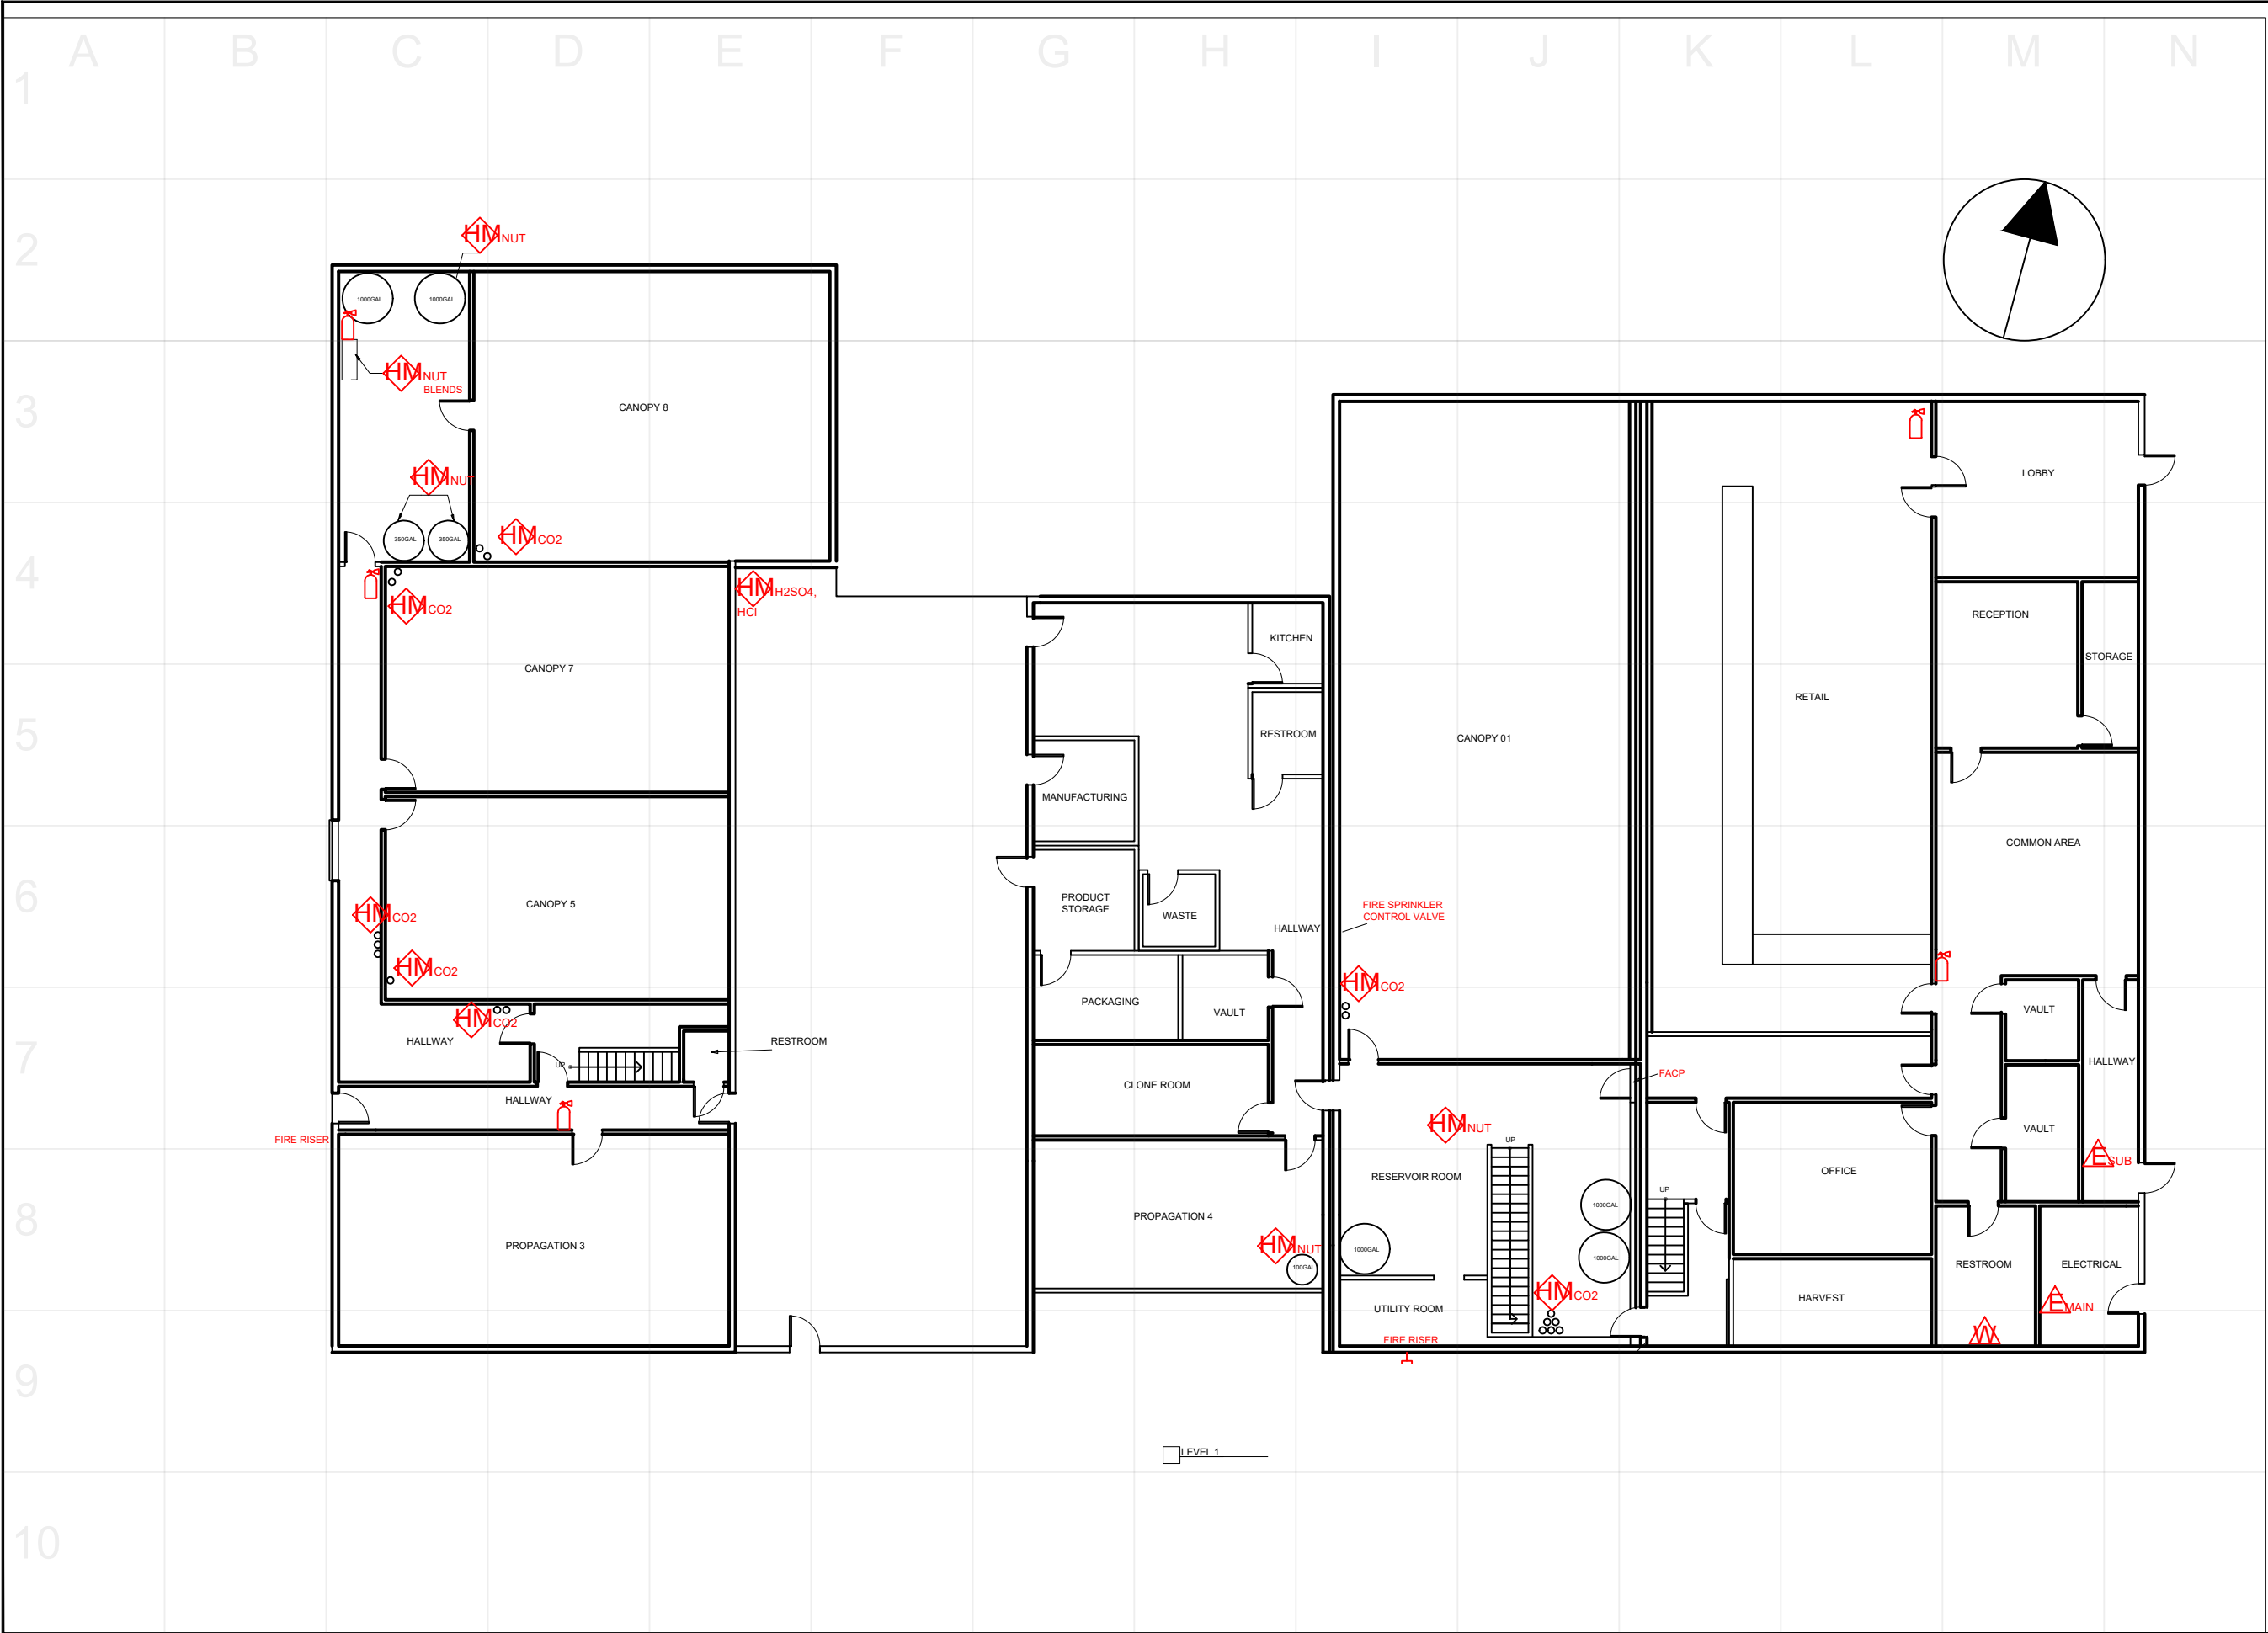 A B C D E F G H I J K L M N
1
2
3
4
5
6
7
8
9
10
HM NUT
1000GAL
1000GAL
HM NUT
BLENDS
CANOPY 8
HM NUT
350GAL
350GAL
HM CO2
HM CO2
HM H2SO4,
HCl
CANOPY 7
CANOPY 5
HM CO2
HM CO2
HM CO2
HALLWAY
UP
RESTROOM
HALLWAY
FIRE RISER
PROPAGATION 3
KITCHEN
RESTROOM
MANUFACTURING
PRODUCT
STORAGE
WASTE
HALLWAY
PACKAGING
VAULT
CLONE ROOM
PROPAGATION 4
HM NUT
100GAL
CANOPY 01
FIRE SPRINKLER
CONTROL VALVE
HM CO2
FACP
HM NUT
UP
RESERVOIR ROOM
1000GAL
1000GAL
1000GAL
HM CO2
UTILITY ROOM
FIRE RISER
LOBBY
RECEPTION
STORAGE
RETAIL
COMMON AREA
VAULT
HALLWAY
VAULT
E SUB
OFFICE
UP
RESTROOM
ELECTRICAL
HARVEST
E MAIN
W
LEVEL 1